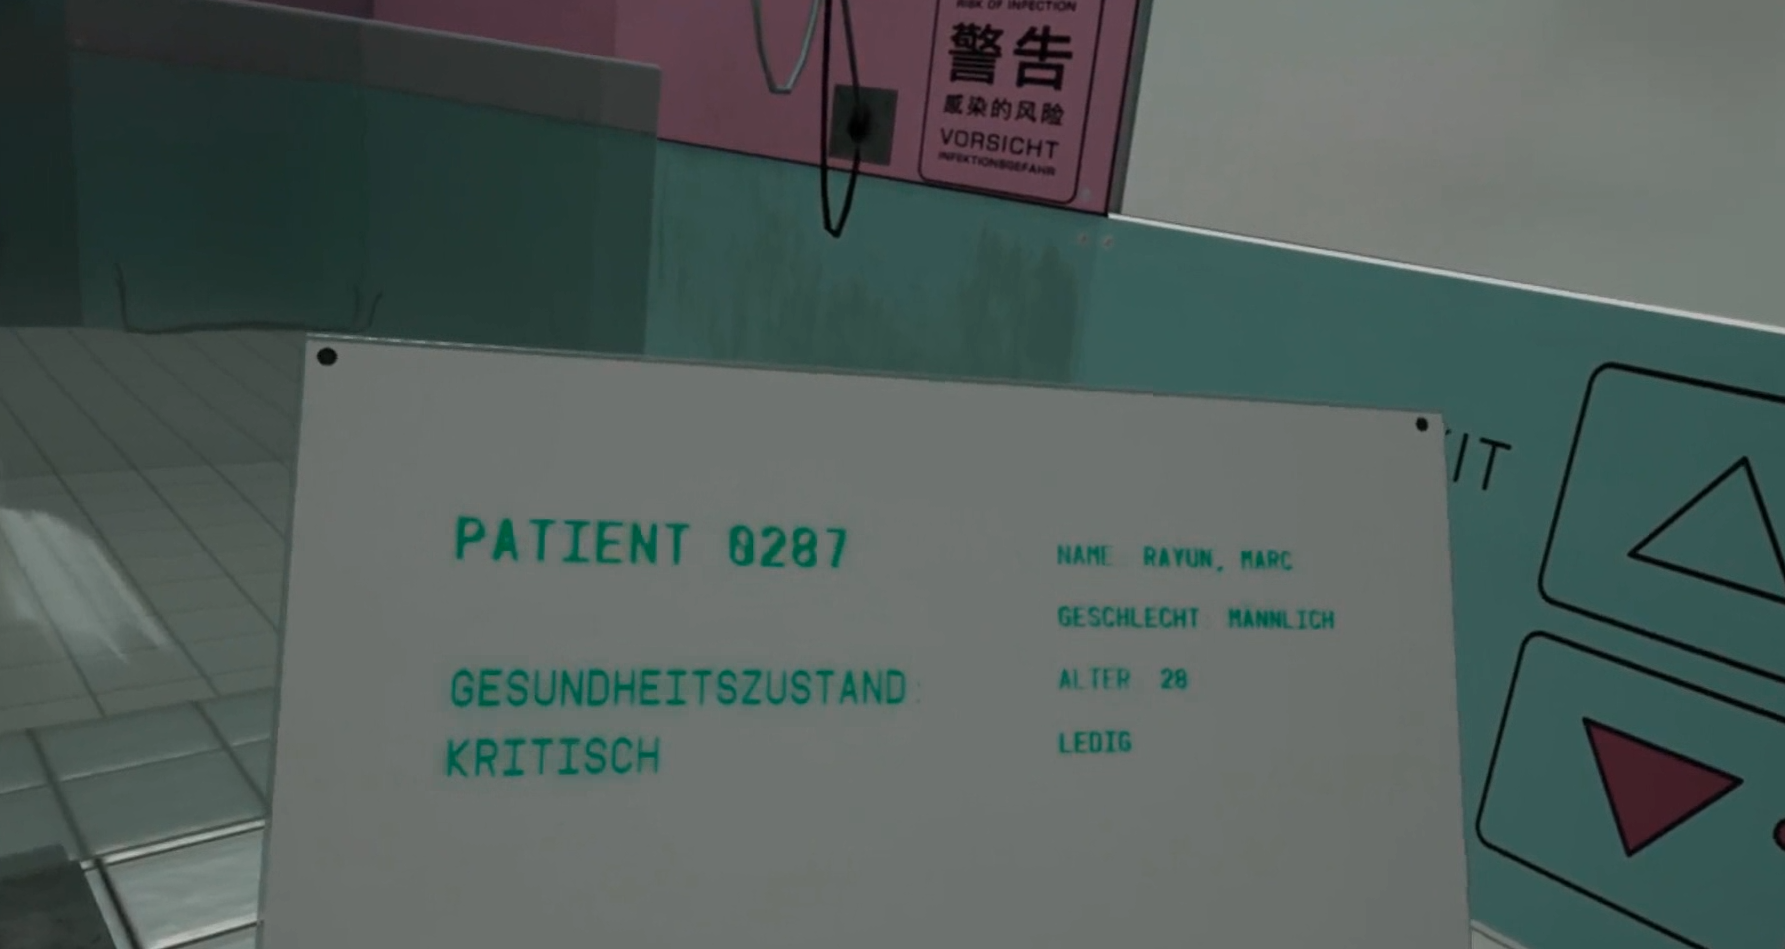 RISK OF INFECTION
警告
感染的风险
VORSICHT
INFEKTIONSGEFAHR
IT
PATIENT 0287
GESUNDHEITSZUSTAND:
KRITISCH
NAME: RAYUN, MARC
GESCHLECHT: MÄNNLICH
ALTER: 28
LEDIG